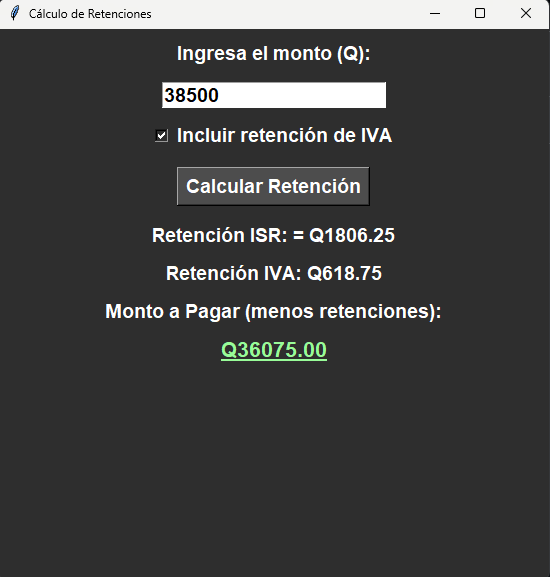 Cálculo de Retenciones
Ingresa el monto (Q):
38500
Incluir retención de IVA
Calcular Retención
Retención ISR: = Q1806.25
Retención IVA: Q618.75
Monto a Pagar (menos retenciones):
Q36075.00